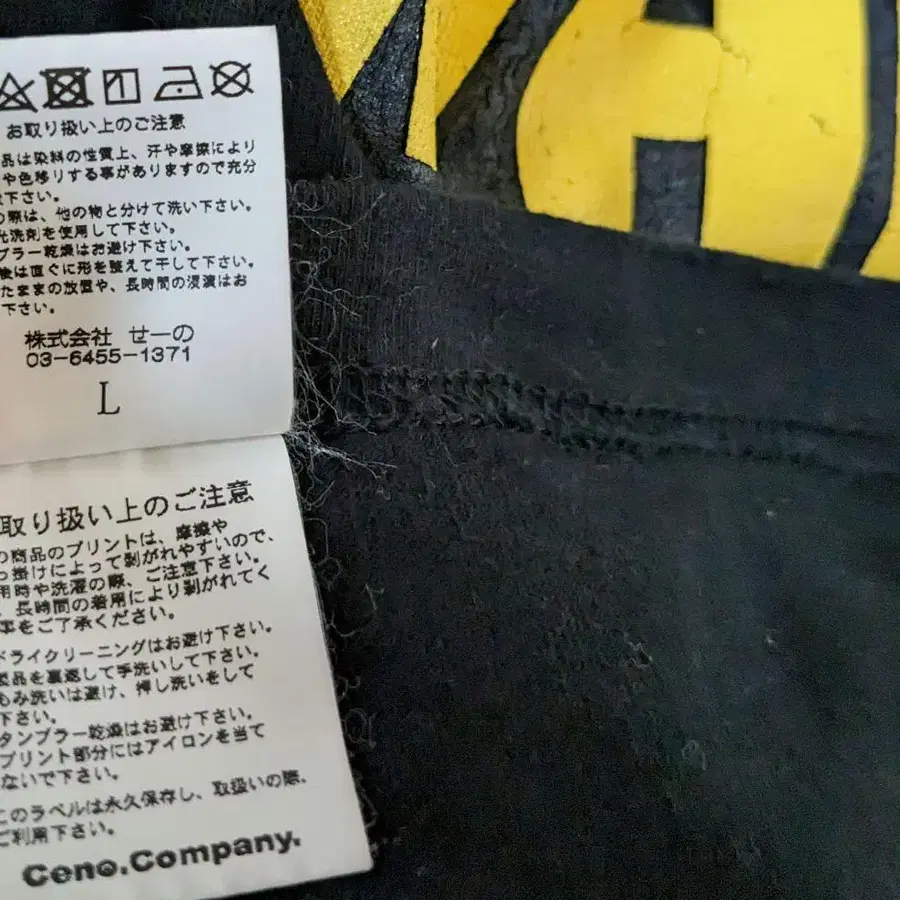 お取り扱い上のご注意
品は染料の性質上、汗や摩擦により
や色移りする事がありますので充分
下さい。
の際は、他の物と分けて洗い下さい。
光洗剤を使用して下さい。
ブラー乾燥はお避け下さい。
後は直ぐに形を整えて干して下さい。
たままの放置や、長時間の浸漬はお
下さい。
株式会社 せーの
03-6455-1371
L
取り扱い上のご注意
の商品のプリントは、摩擦や
っ掛けによって剥がれやすいので、
用時や洗濯の際、ご注意下さい。
、長時間の着用により剥がれてく
事をご了承ください。
ドライクリーニングはお避け下さい。
製品を裏返して手洗いして下さい。
もみ洗いは避け、押し洗いをして
下さい。
タンブラー乾燥はお避け下さい。
プリント部分にはアイロンを当て
ないで下さい。
このラベルは永久保存し、取扱いの際、
ご利用下さい。
Ceno.Company.